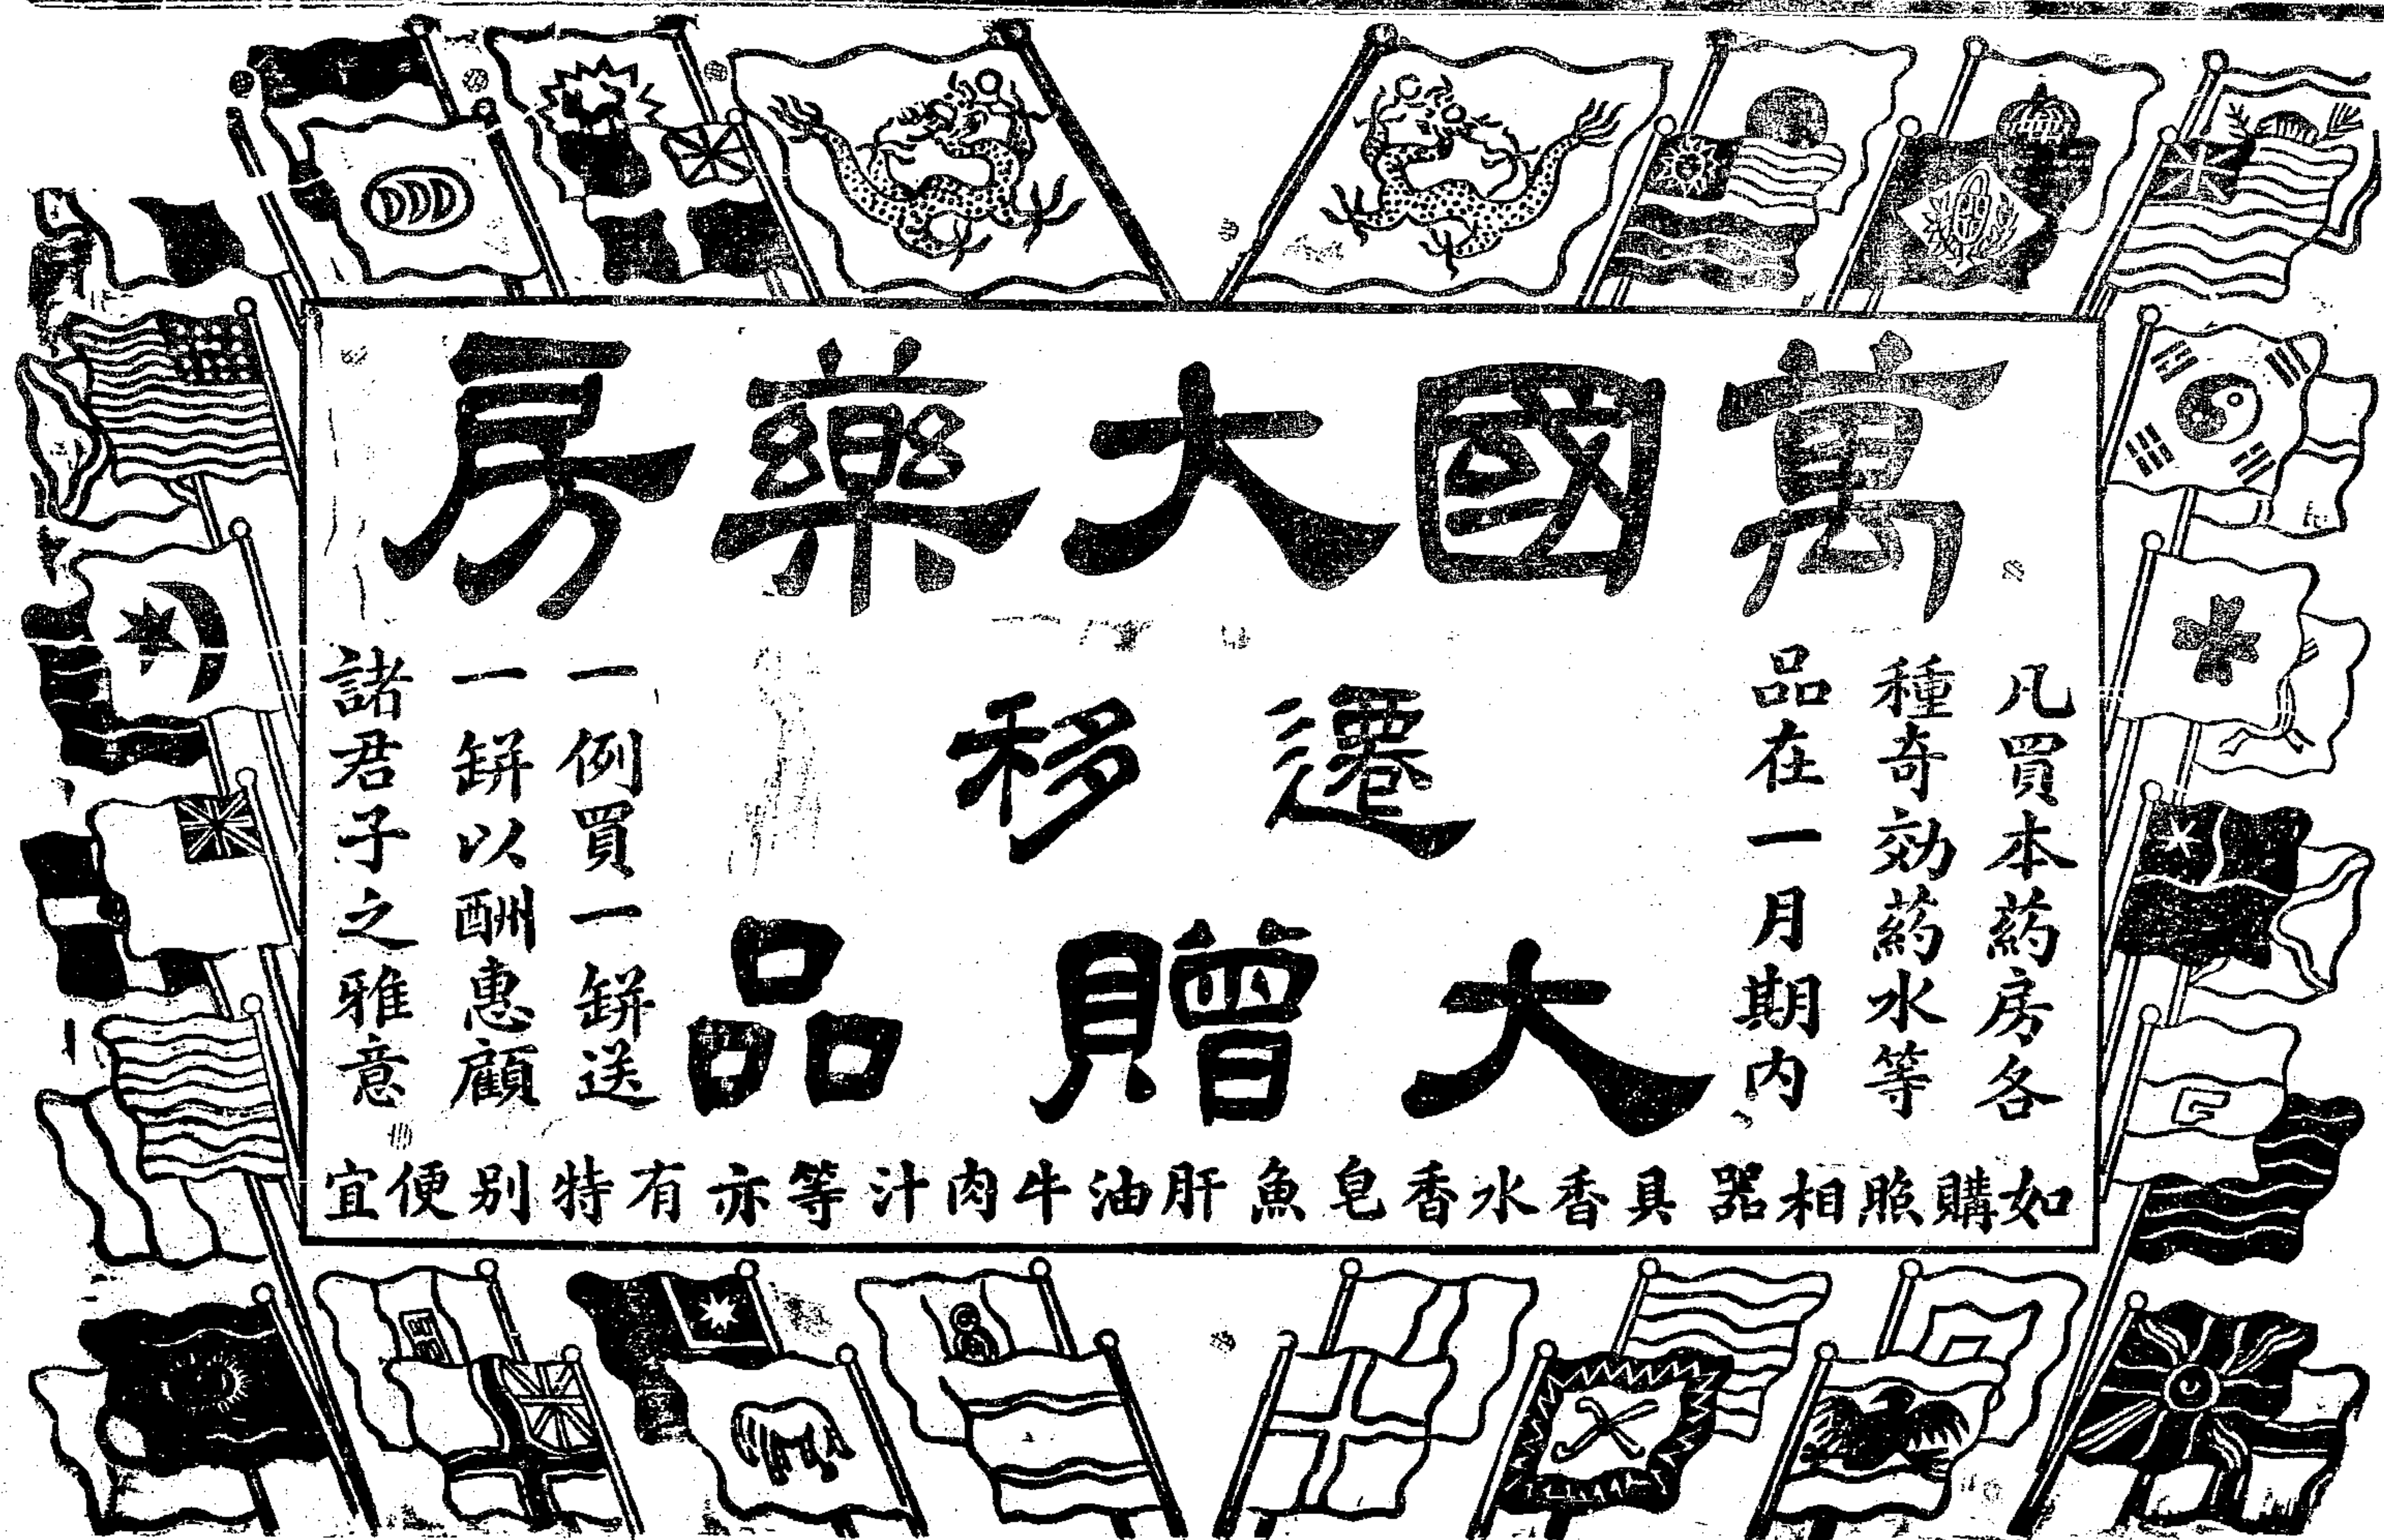 萬國大藥房
遷移
大贈品
凡買本葯房各
種奇効葯水等
品在一月期内
一例買一缾送
一缾以酬惠顧
諸君子之雅意
如購照相器具香水香皂魚肝油牛肉汁等亦有特别便宜